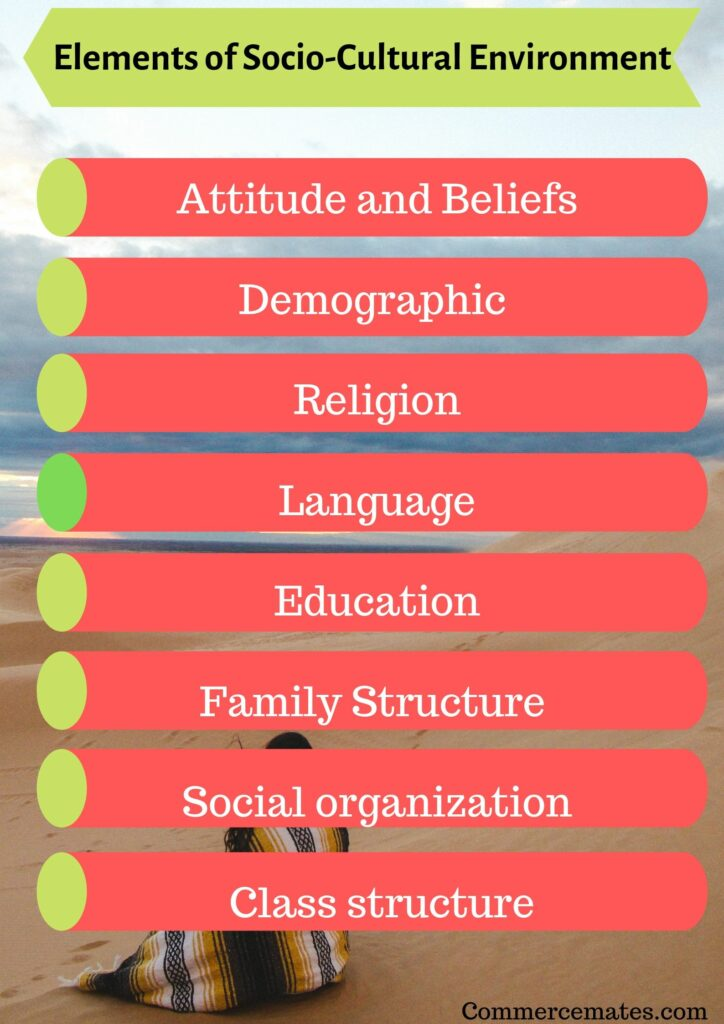 Elements of Socio-Cultural Environment
Attitude and Beliefs
Demographic
Religion
Language
Education
Family Structure
Social organization
Class structure
Commercemates.com